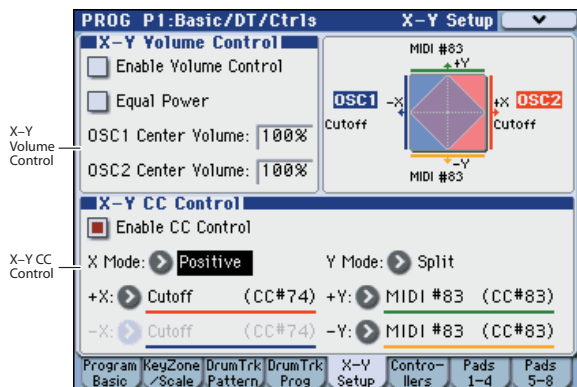 PROG P1:Basic/DT/Ctrls X-Y Setup
X-Y Volume Control
Enable Volume Control
Equal Power
OSC1 Center Volume: 100%
OSC2 Center Volume: 100%
MIDI #83
+Y
OSC1 -X +X OSC2
Cutoff Cutoff
-Y
MIDI #83
X–Y
Volume
Control
X-Y CC Control
Enable CC Control
X–Y CC
Control
X Mode: Positive Y Mode: Split
+X: Cutoff (CC#74) +Y: MIDI #83 (CC#83)
-X: Cutoff (CC#74) -Y: MIDI #83 (CC#83)
Program Basic
KeyZone /Scale
DrumTrk Pattern
DrumTrk Prog
X-Y Setup
Contro- llers
Pads 1-4
Pads 5-8